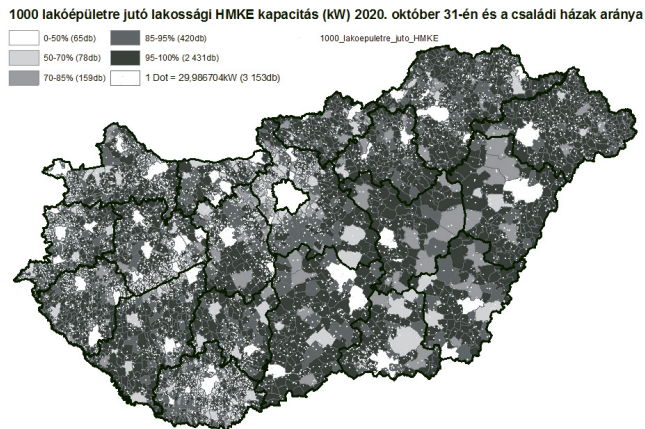 1000 lakóépületre jutó lakossági HMKE kapacitás (kW) 2020. október 31-én és a családi házak aránya
0-50% (65db)
85-95% (420db)
1000_lakoepuletre_juto_HMKE
50-70% (78db)
95-100% (2 431db)
70-85% (159db)
1 Dot = 29,986704kW (3 153db)